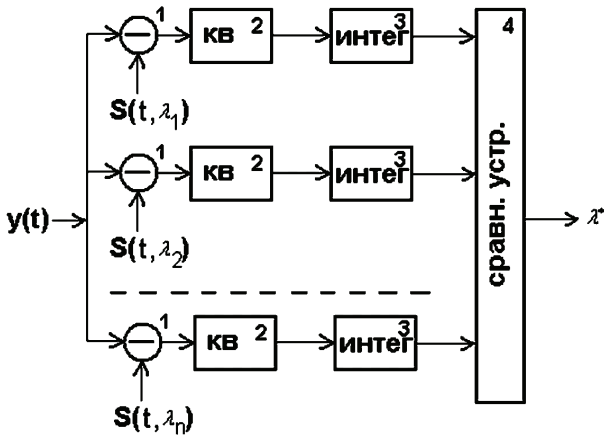 1
КВ 2
ИНТЕГ 3
4
S(t, λ1)
1
КВ 2
ИНТЕГ 3
y(t)
S(t, λ2)
сравн. устр.
λ*
1
КВ 2
ИНТЕГ 3
S(t, λn)